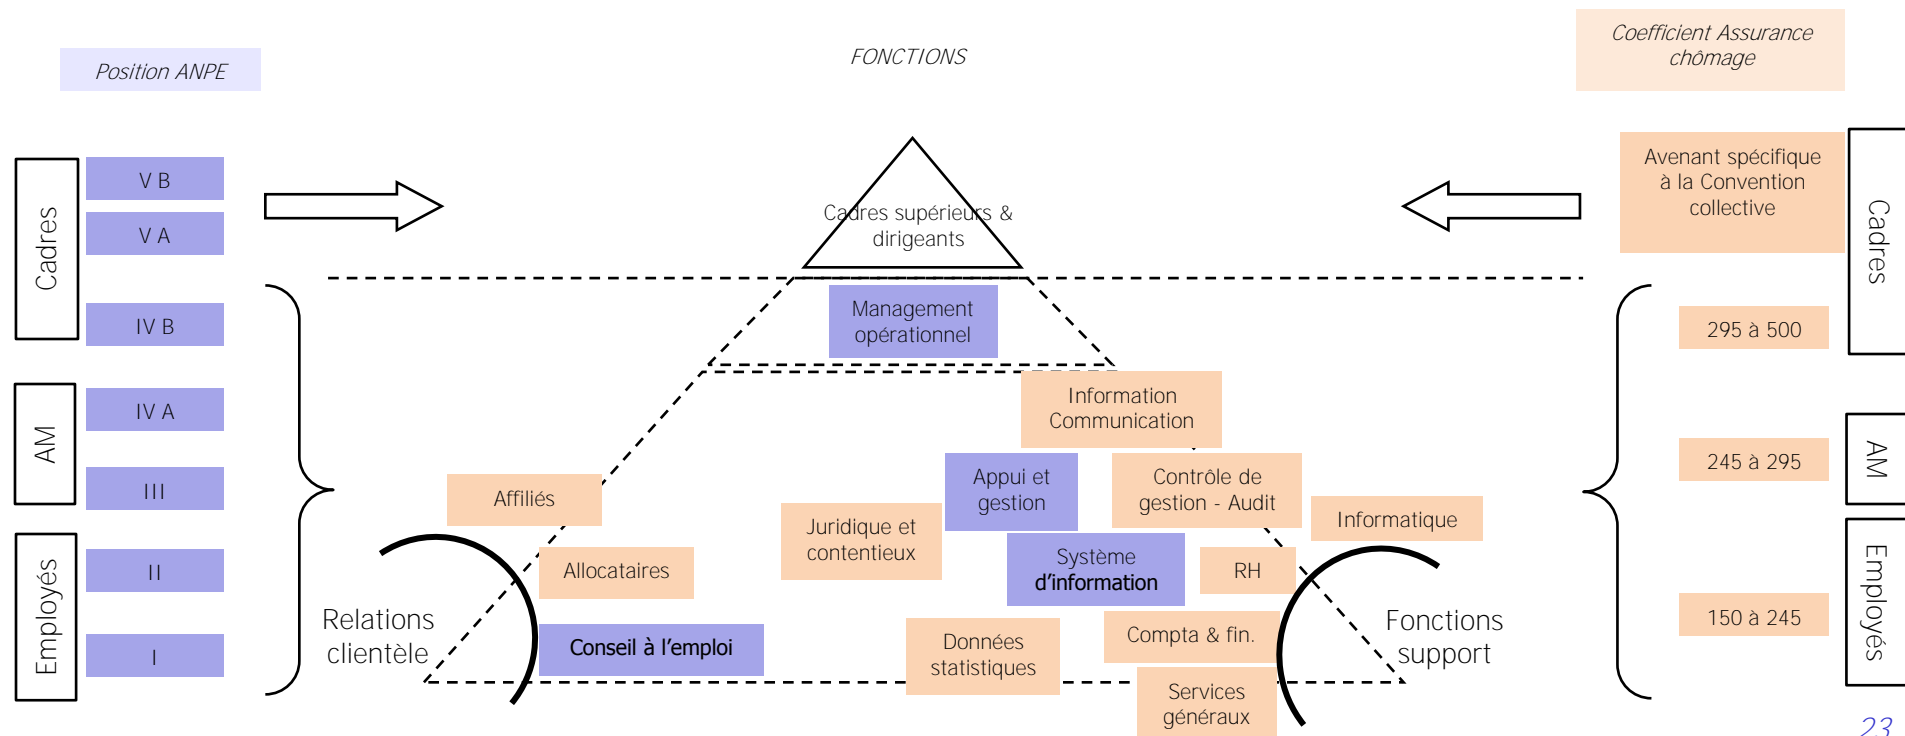 Position ANPE
FONCTIONS
Coefficient Assurance
chômage
Cadres
V B
V A
IV B
AM
IV A
III
Employés
II
I
Cadres supérieurs &
dirigeants
Management
opérationnel
Information
Communication
Affiliés
Appui et
gestion
Contrôle de
gestion - Audit
Juridique et
contentieux
Informatique
Allocataires
Système
d'information
RH
Relations
clientèle
Conseil à l'emploi
Données
statistiques
Compta & fin.
Fonctions
support
Services
généraux
Avenant spécifique
à la Convention
collective
Cadres
295 à 500
245 à 295
AM
150 à 245
Employés
23